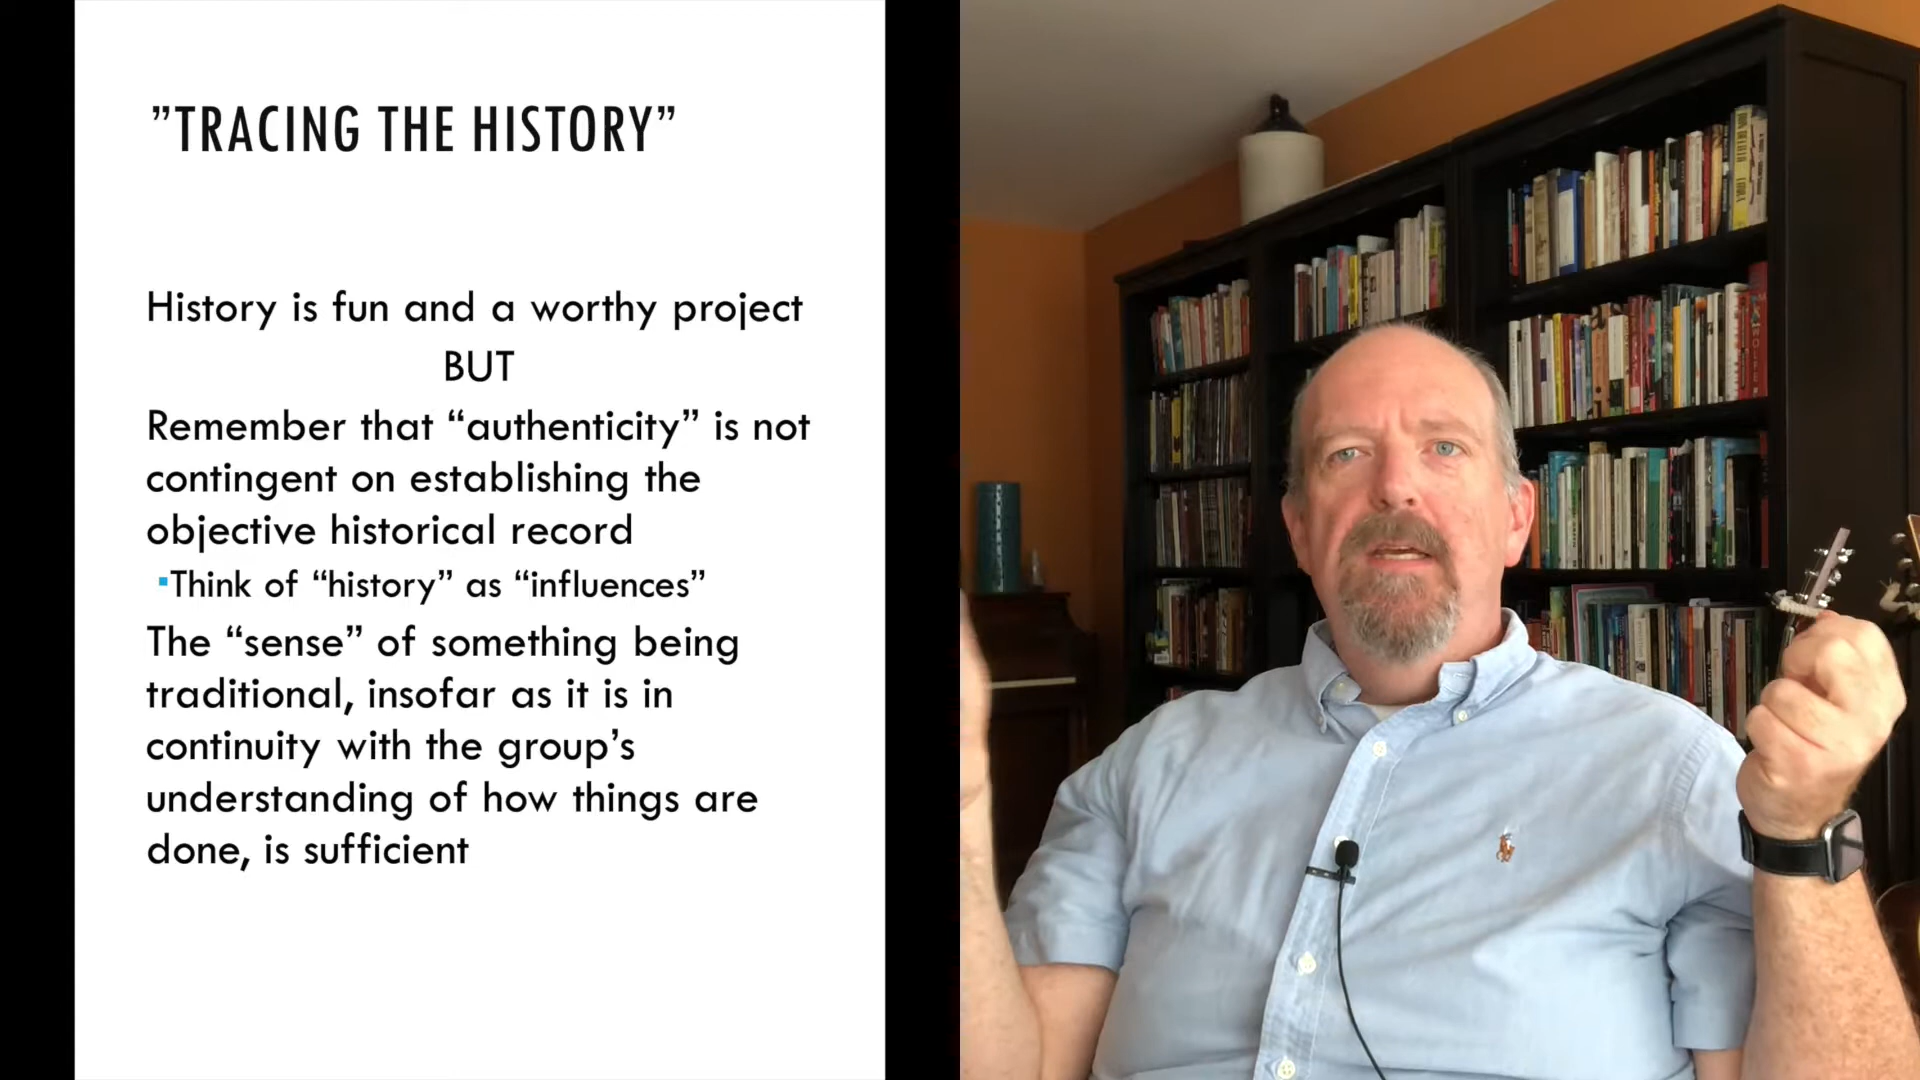 ”TRACING THE HISTORY”
History is fun and a worthy project
BUT
Remember that “authenticity” is not
contingent on establishing the
objective historical record
▪Think of “history” as “influences”
The “sense” of something being
traditional, insofar as it is in
continuity with the group’s
understanding of how things are
done, is sufficient